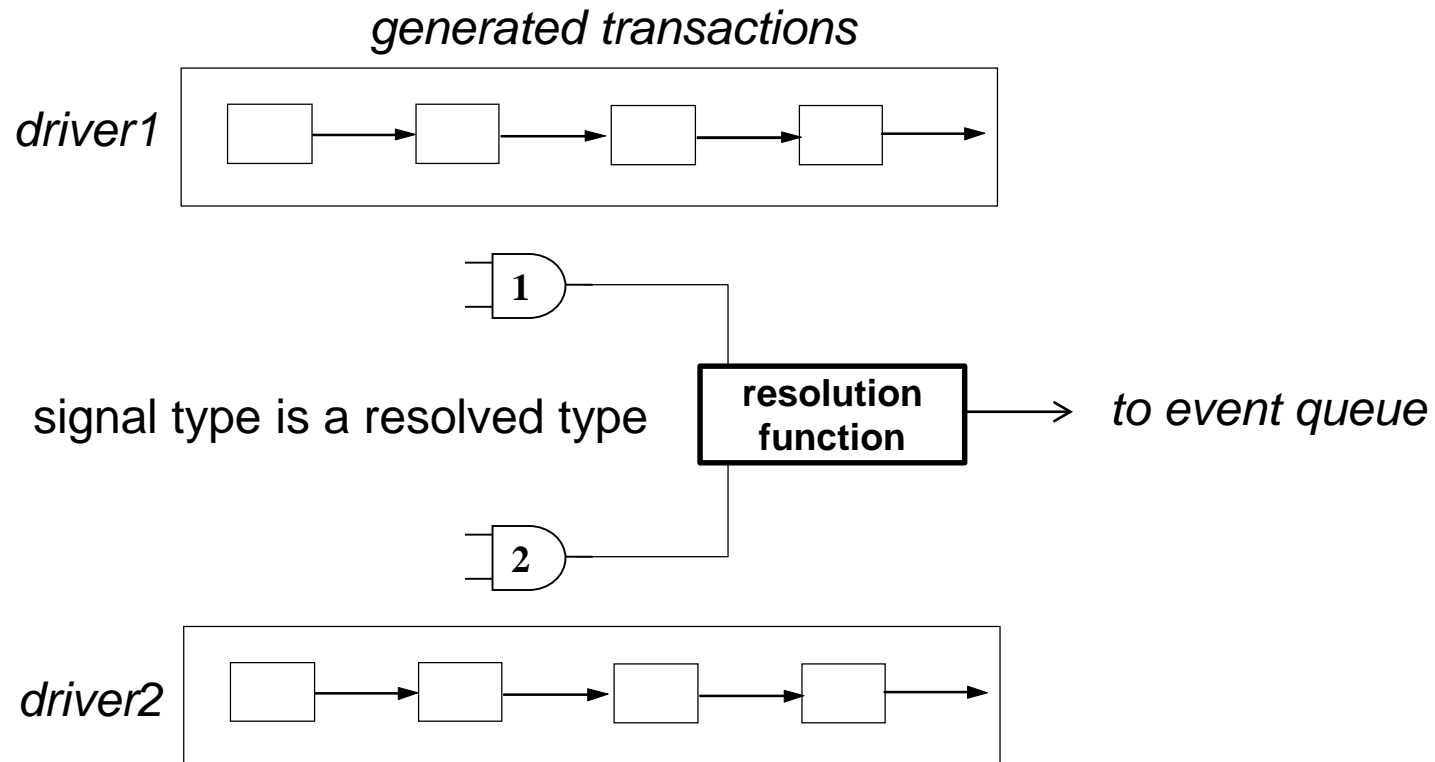 generated transactions
driver1
1
signal type is a resolved type
resolution
function
to event queue
2
driver2